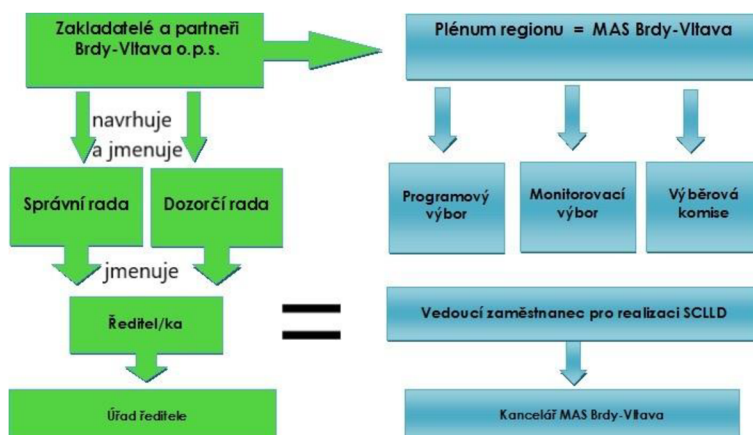 Zakladatelé a partneři
Brdy-Vltava o.p.s.
Plénum regionu = MAS Brdy-Vltava
navrhuje
a jmenuje
Správní rada
Dozorčí rada
Programový
výbor
Monitorovací
výbor
Výběrová
komise
jmenuje
Ředitel/ka
=
Vedoucí zaměstnanec pro realizaci SCLLD
Úřad ředitele
Kancelář MAS Brdy-Vltava